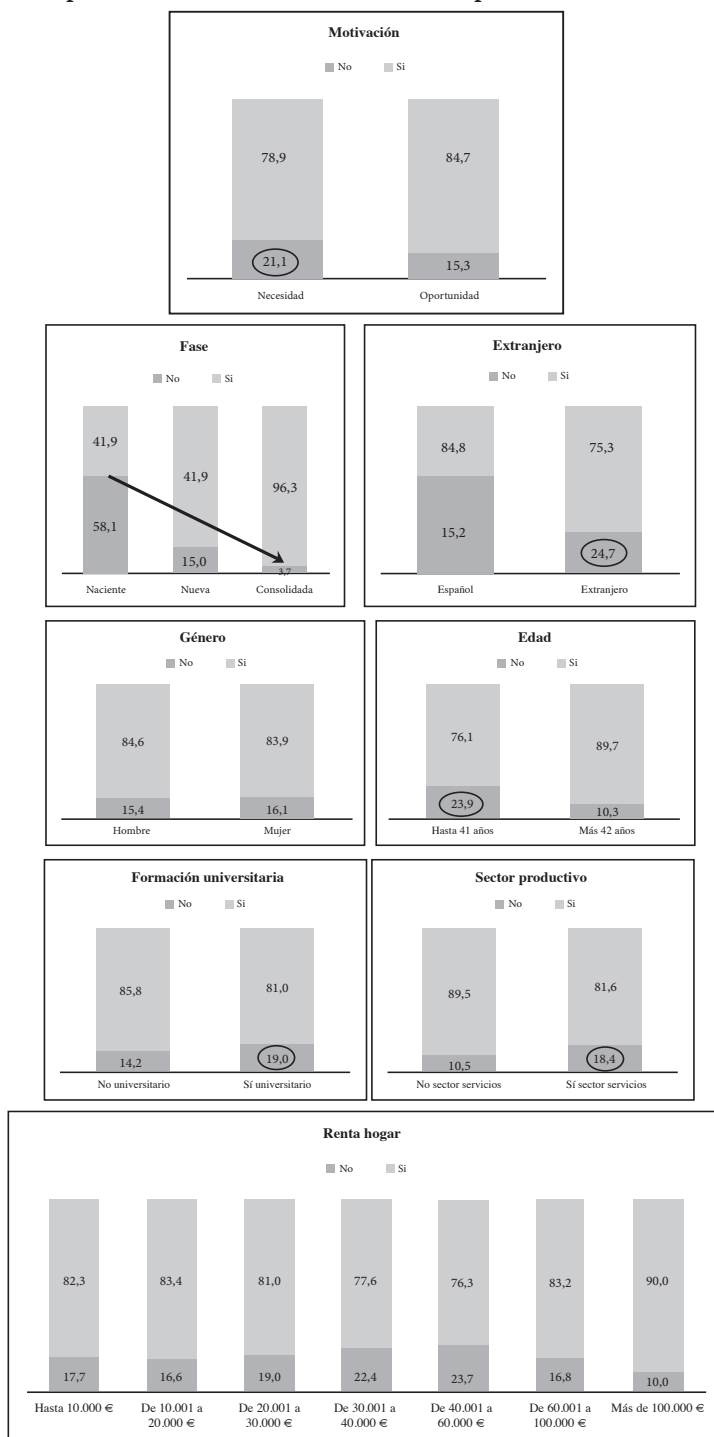 Motivación
No Si
78,9 84,7
21,1 15,3
Necesidad Oportunidad
Fase
No Si
41,9 41,9 96,3
58,1 15,0 3,7
Naciente Nueva Consolidada
Extranjero
No Si
84,8 75,3
15,2 24,7
Español Extranjero
Género
No Si
84,6 83,9
15,4 16,1
Hombre Mujer
Edad
No Si
76,1 89,7
23,9 10,3
Hasta 41 años Más 42 años
Formación universitaria
No Si
85,8 81,0
14,2 19,0
No universitario Sí universitario
Sector productivo
No Si
89,5 81,6
10,5 18,4
No sector servicios Sí sector servicios
Renta hogar
No Si
82,3 83,4 81,0 77,6 76,3 83,2 90,0
17,7 16,6 19,0 22,4 23,7 16,8 10,0
Hasta 10.000 € De 10.001 a De 20.001 a De 30.001 a De 40.001 a De 60.001 a Más de 100.000 €
20.000 € 30.000 € 40.000 € 60.000 € 100.000 €